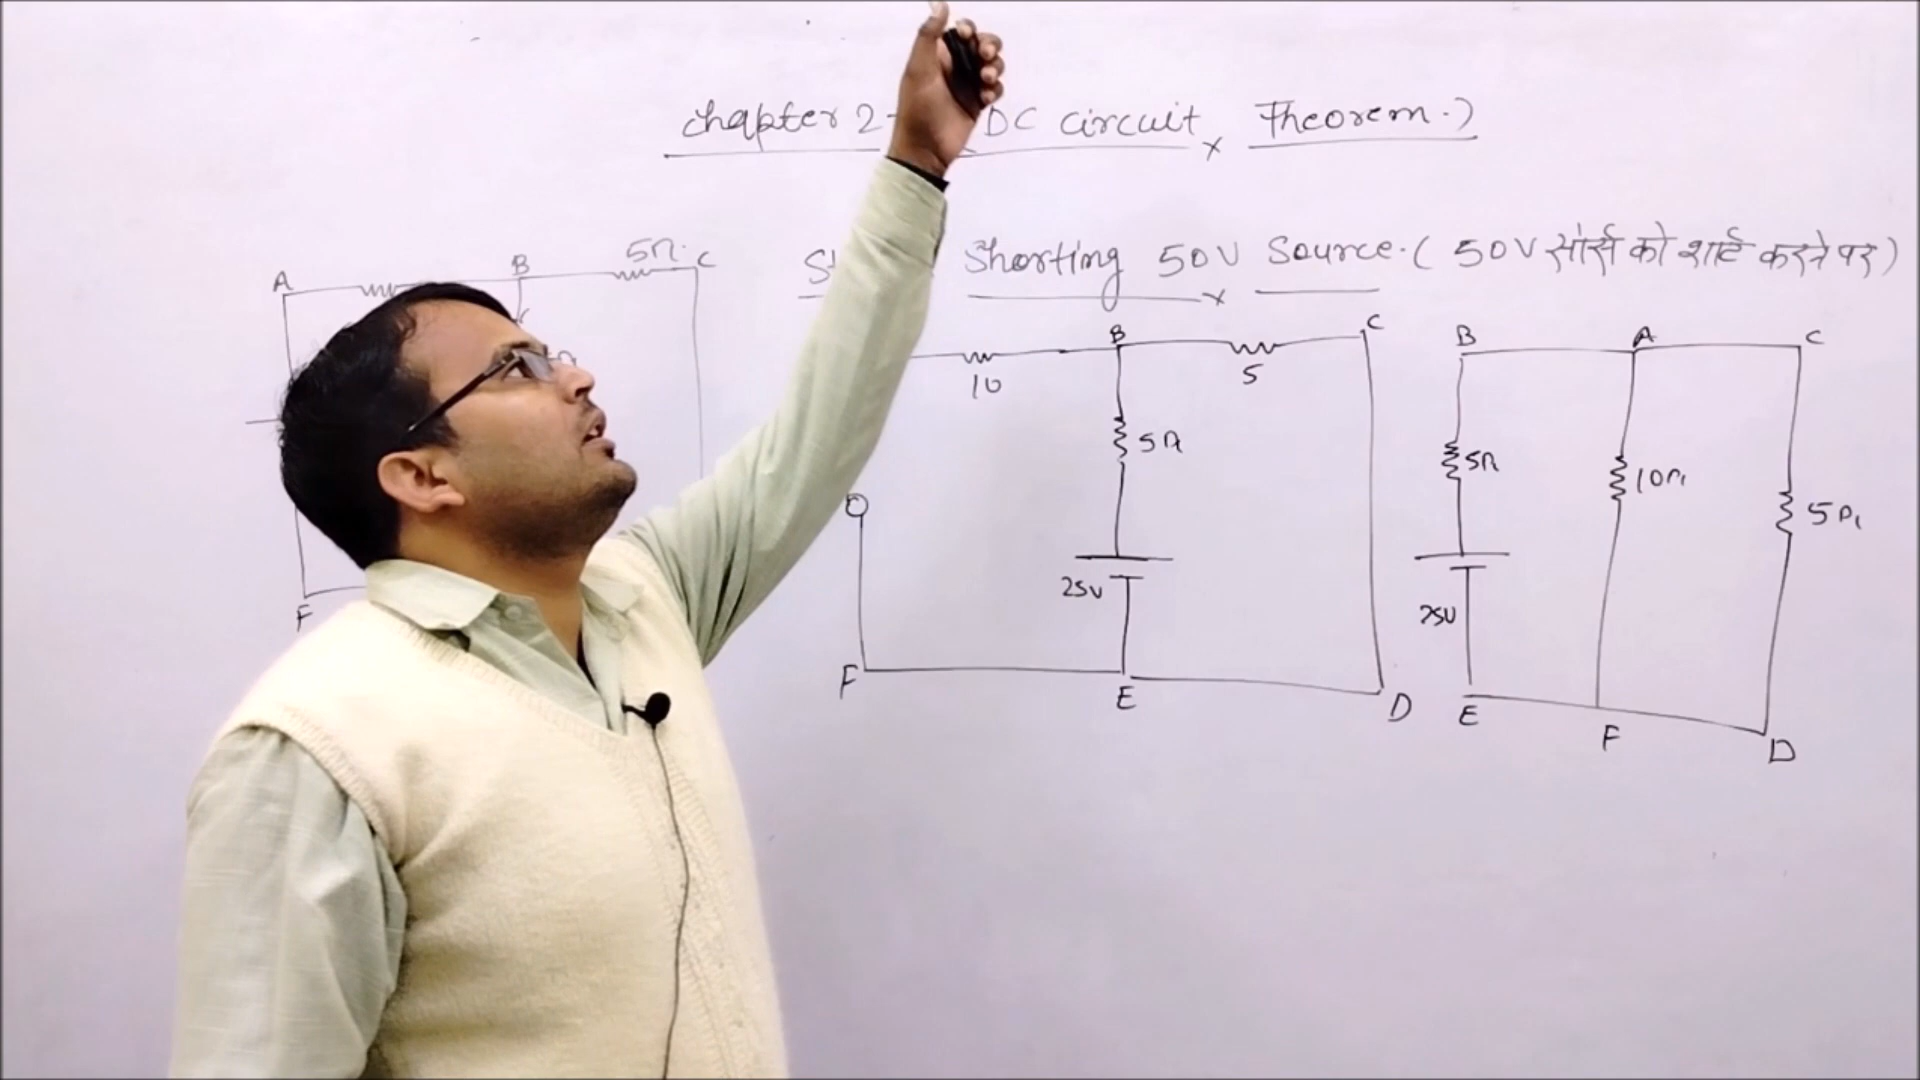 chapter 2- DC circuit Theorem.)
Shorting 50V Source. ( 50V सोर्स को शार्ट करने पर )
A B 5Ω C
F
B C
10 5
5Ω
25V
F E D
B A C
5Ω 10Ω 5Ω
25V
E F D